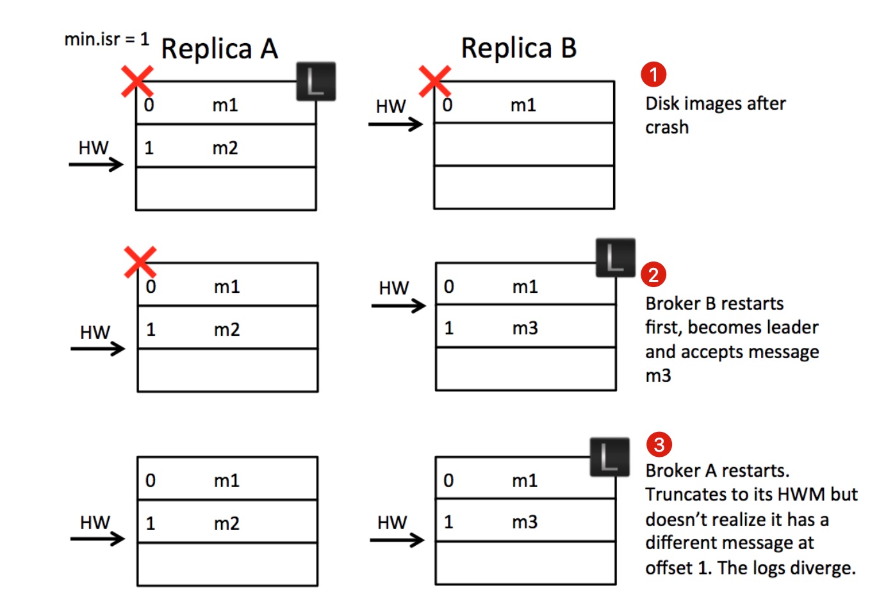 min.isr = 1
Replica A
Replica B
L
HW
0 m1
1 m2
HW
0 m1
1
Disk images after
crash
HW
0 m1
1 m2
L
HW
0 m1
1 m3
2
Broker B restarts
first, becomes leader
and accepts message
m3
HW
0 m1
1 m2
L
HW
0 m1
1 m3
3
Broker A restarts.
Truncates to its HWM but
doesn’t realize it has a
different message at
offset 1. The logs diverge.